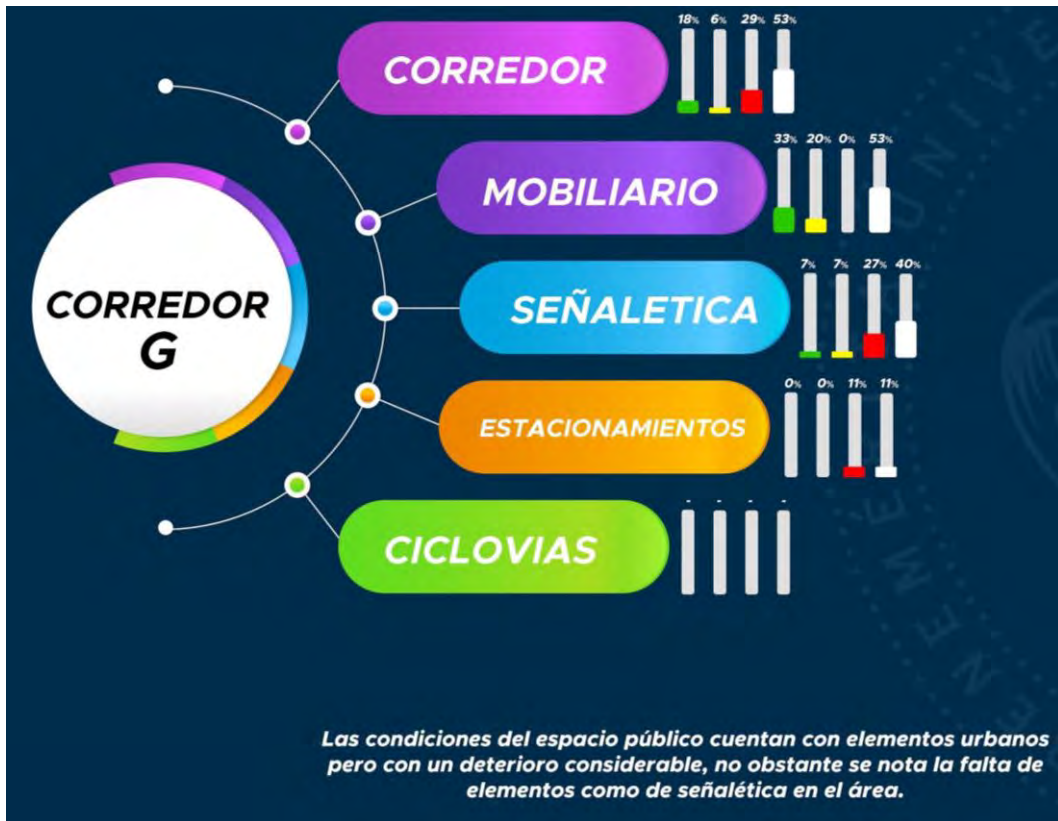 18% 6% 29% 53%
CORREDOR
33% 20% 0% 53%
MOBILIARIO
7% 7% 27% 40%
SEÑALETICA
CORREDOR
G
0% 0% 11% 11%
ESTACIONAMIENTOS
- - - -
CICLOVIAS
Las condiciones del espacio público cuentan con elementos urbanos
pero con un deterioro considerable, no obstante se nota la falta de
elementos como de señalética en el área.